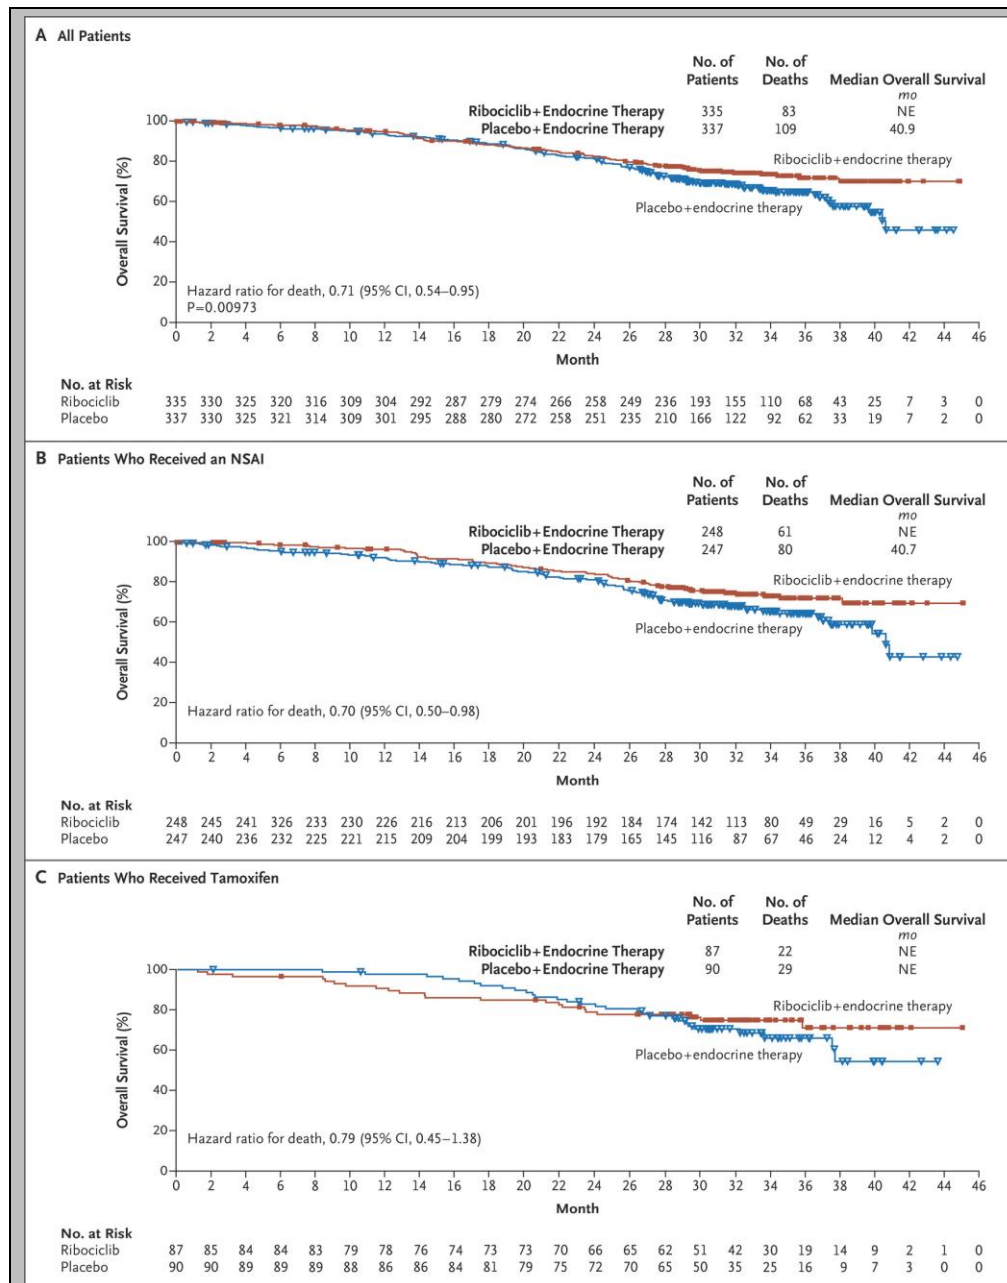 A All Patients
No. of No. of
Patients Deaths Median Overall Survival
mo
Ribociclib+Endocrine Therapy 335 83 NE
Placebo+Endocrine Therapy 337 109 40.9
100
80
60
40
20
0
Overall Survival (%)
Ribociclib+endocrine therapy
Placebo+endocrine therapy
Hazard ratio for death, 0.71 (95% CI, 0.54–0.95)
P=0.00973
0 2 4 6 8 10 12 14 16 18 20 22 24 26 28 30 32 34 36 38 40 42 44 46
Month
No. at Risk
Ribociclib 335 330 325 320 316 309 304 292 287 279 274 266 258 249 236 193 155 110 68 43 25 7 3 0
Placebo 337 330 325 321 314 309 301 295 288 280 272 258 251 235 210 166 122 92 62 33 19 7 2 0
B Patients Who Received an NSAI
No. of No. of
Patients Deaths Median Overall Survival
mo
Ribociclib+Endocrine Therapy 248 61 NE
Placebo+Endocrine Therapy 247 80 40.7
100
80
60
40
20
0
Overall Survival (%)
Ribociclib+endocrine therapy
Placebo+endocrine therapy
Hazard ratio for death, 0.70 (95% CI, 0.50–0.98)
0 2 4 6 8 10 12 14 16 18 20 22 24 26 28 30 32 34 36 38 40 42 44 46
Month
No. at Risk
Ribociclib 248 245 241 326 233 230 226 216 213 206 201 196 192 184 174 142 113 80 49 29 16 5 2 0
Placebo 247 240 236 232 225 221 215 209 204 199 193 183 179 165 145 116 87 67 46 24 12 4 2 0
C Patients Who Received Tamoxifen
No. of No. of
Patients Deaths Median Overall Survival
mo
Ribociclib+Endocrine Therapy 87 22 NE
Placebo+Endocrine Therapy 90 29 NE
100
80
60
40
20
0
Overall Survival (%)
Ribociclib+endocrine therapy
Placebo+endocrine therapy
Hazard ratio for death, 0.79 (95% CI, 0.45–1.38)
0 2 4 6 8 10 12 14 16 18 20 22 24 26 28 30 32 34 36 38 40 42 44 46
Month
No. at Risk
Ribociclib 87 85 84 84 83 79 78 76 74 73 73 70 66 65 62 51 42 30 19 14 9 2 1 0
Placebo 90 90 89 89 89 88 86 86 84 81 79 75 72 70 65 50 35 25 16 9 7 3 0 0